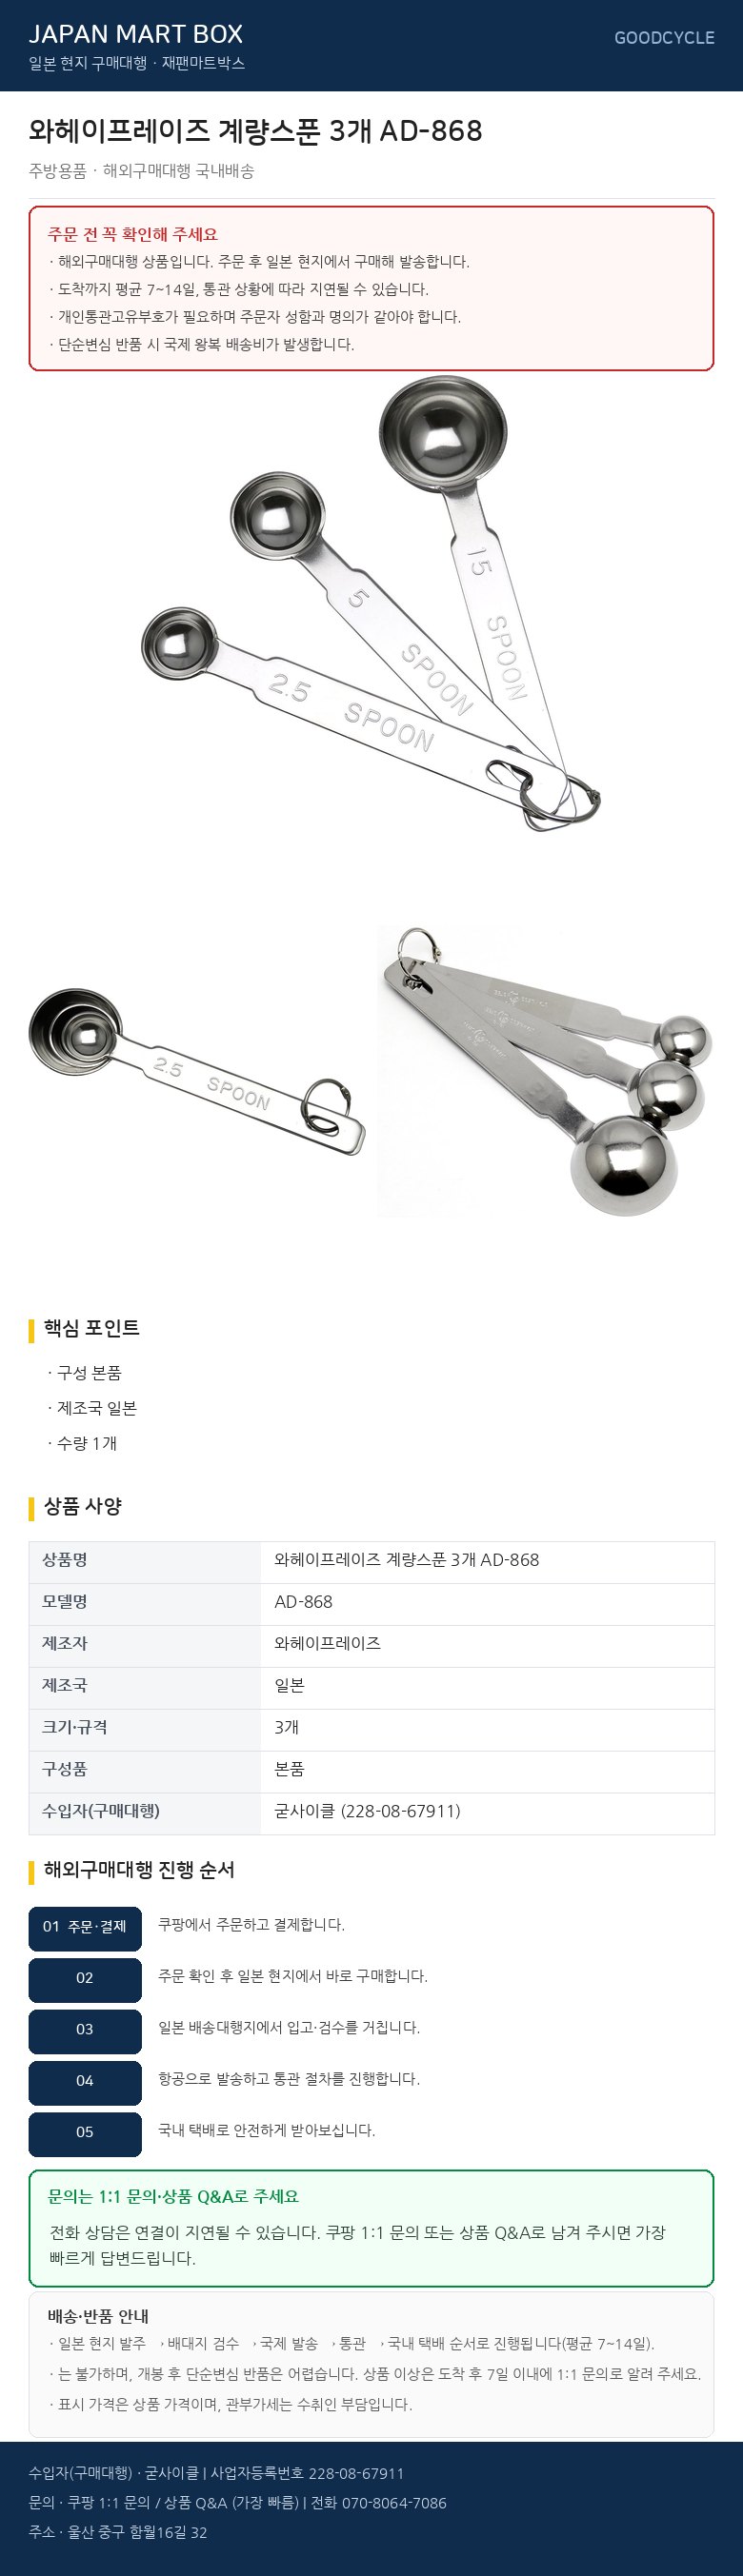 JAPAN MART BOX
GOODCYCLE
일본 현지 구매대행 · 재팬마트박스
와헤이프레이즈 계량스푼 3개 AD-868
주방용품 · 해외구매대행 국내배송
주문 전 꼭 확인해 주세요
· 해외구매대행 상품입니다. 주문 후 일본 현지에서 구매해 발송합니다.
· 도착까지 평균 7~14일, 통관 상황에 따라 지연될 수 있습니다.
· 개인통관고유부호가 필요하며 주문자 성함과 명의가 같아야 합니다.
· 단순변심 반품 시 국제 왕복 배송비가 발생합니다.
15 SPOON
5 SPOON
2.5 SPOON
2.5 SPOON
핵심 포인트
· 구성 본품
· 제조국 일본
· 수량 1개
상품 사양
상품명 와헤이프레이즈 계량스푼 3개 AD-868
모델명 AD-868
제조자 와헤이프레이즈
제조국 일본
크기·규격 3개
구성품 본품
수입자(구매대행) 굳사이클 (228-08-67911)
해외구매대행 진행 순서
01 주문·결제 쿠팡에서 주문하고 결제합니다.
02 주문 확인 후 일본 현지에서 바로 구매합니다.
03 일본 배송대행지에서 입고·검수를 거칩니다.
04 항공으로 발송하고 통관 절차를 진행합니다.
05 국내 택배로 안전하게 받아보십니다.
문의는 1:1 문의·상품 Q&A로 주세요
전화 상담은 연결이 지연될 수 있습니다. 쿠팡 1:1 문의 또는 상품 Q&A로 남겨 주시면 가장
빠르게 답변드립니다.
배송·반품 안내
· 일본 현지 발주 › 배대지 검수 › 국제 발송 › 통관 › 국내 택배 순서로 진행됩니다(평균 7~14일).
· 는 불가하며, 개봉 후 단순변심 반품은 어렵습니다. 상품 이상은 도착 후 7일 이내에 1:1 문의로 알려 주세요.
· 표시 가격은 상품 가격이며, 관부가세는 수취인 부담입니다.
수입자(구매대행) · 굳사이클 | 사업자등록번호 228-08-67911
문의 · 쿠팡 1:1 문의 / 상품 Q&A (가장 빠름) | 전화 070-8064-7086
주소 · 울산 중구 함월16길 32